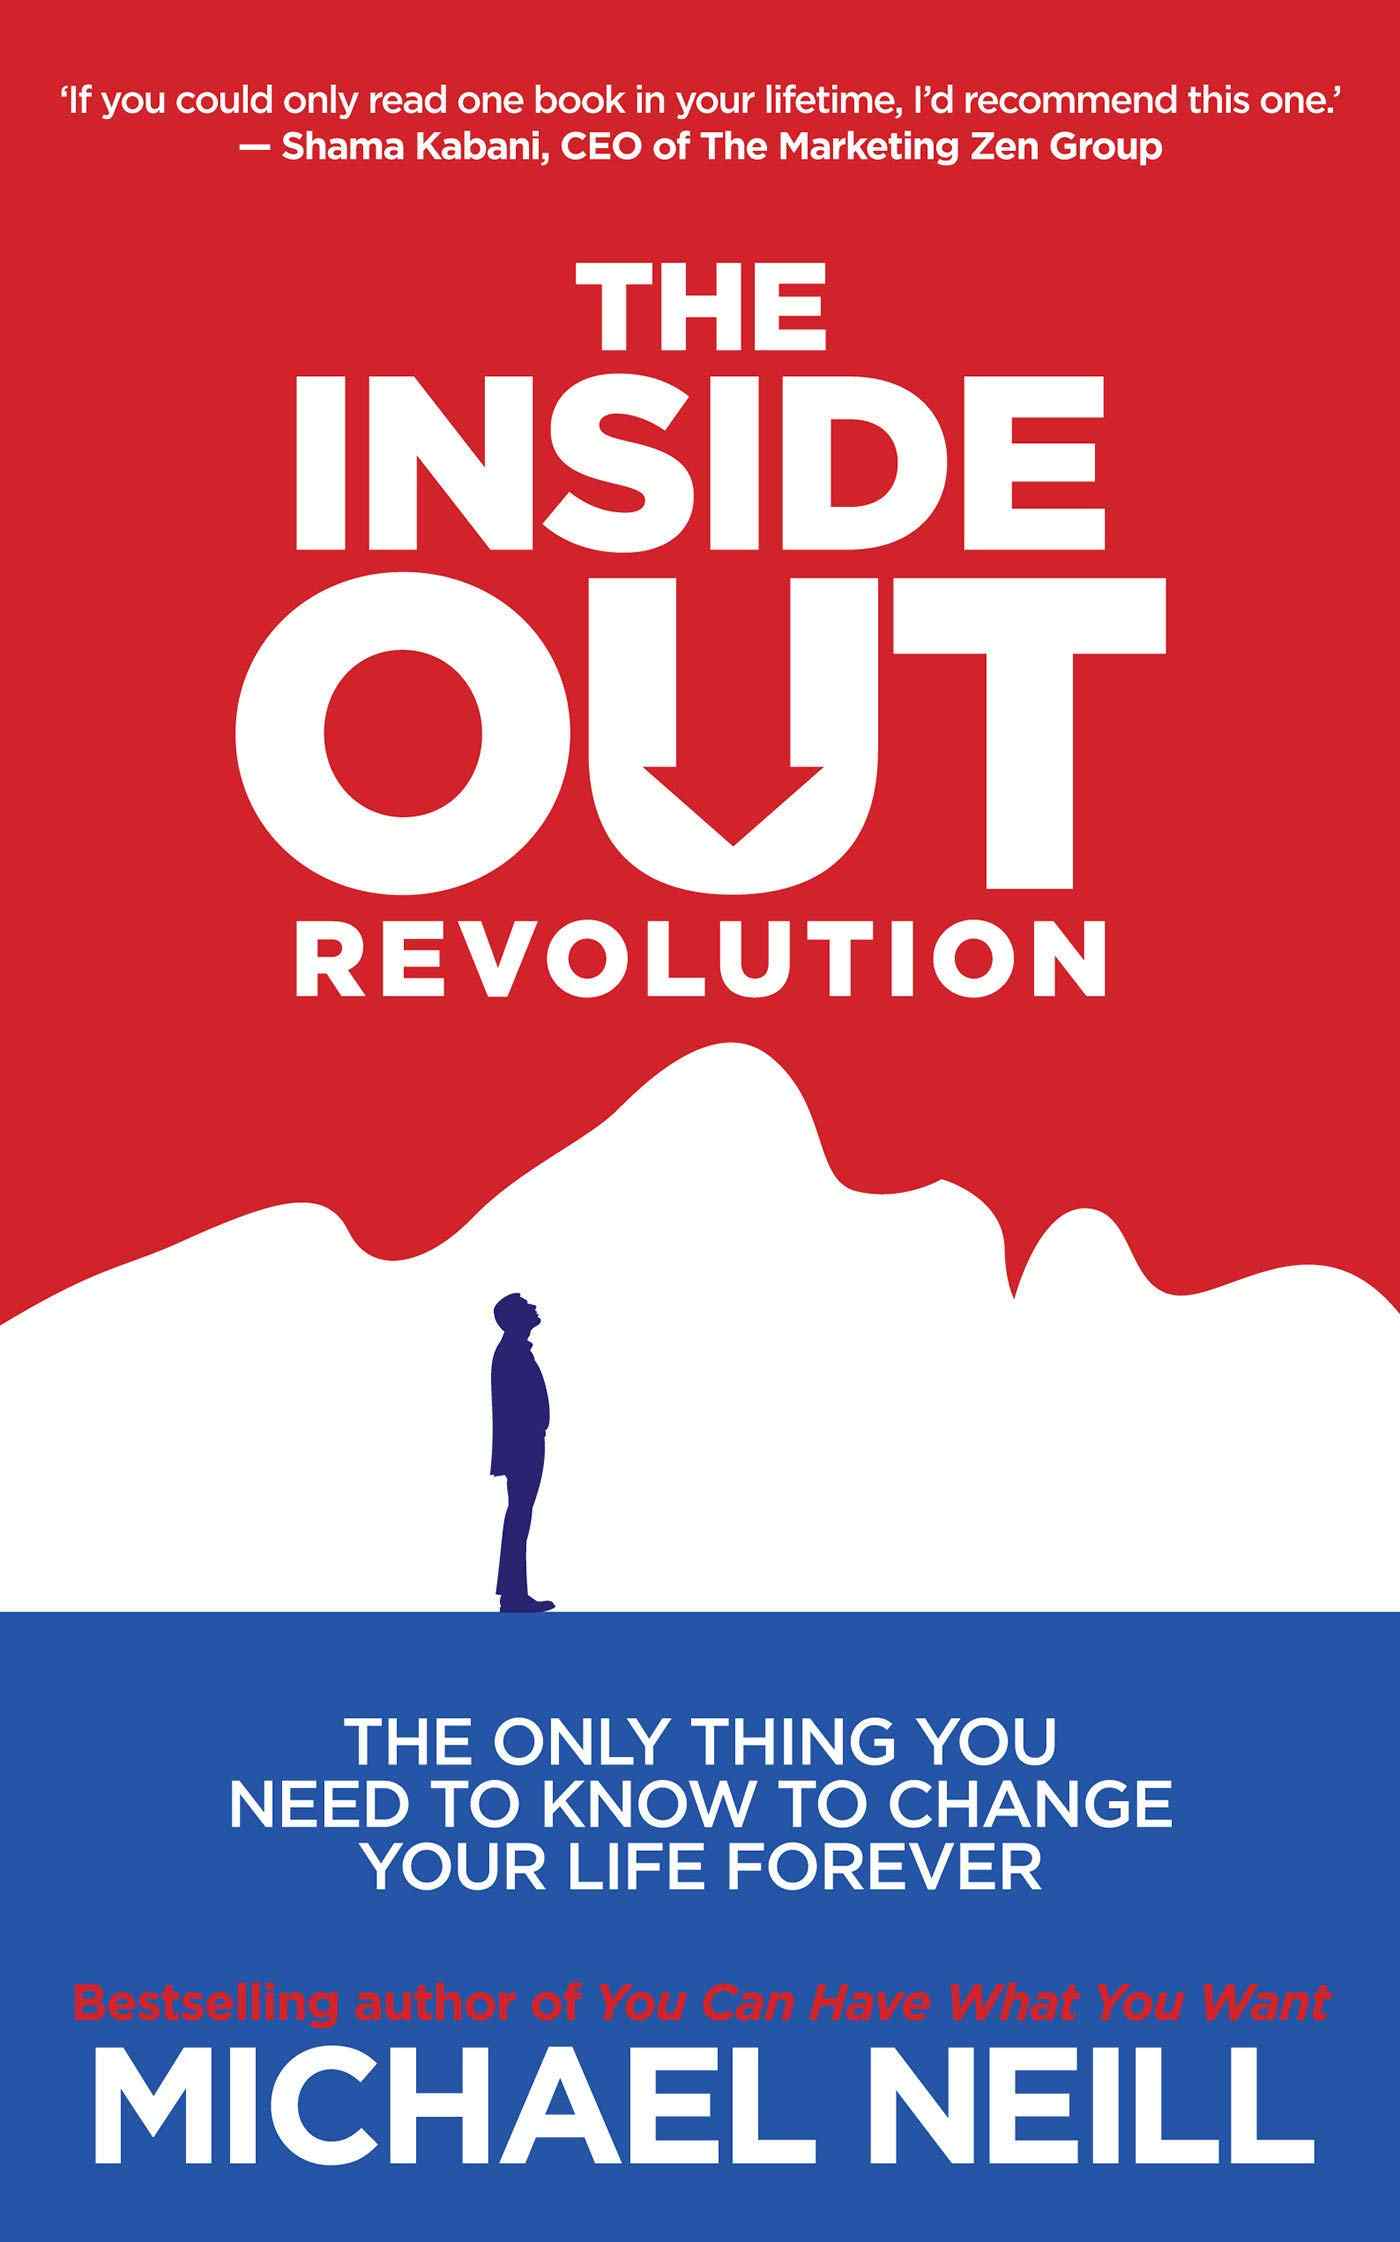 ‘If you could only read one book in your lifetime, I’d recommend this one.’
— Shama Kabani, CEO of The Marketing Zen Group
THE
INSIDE
OUT
REVOLUTION
THE ONLY THING YOU
NEED TO KNOW TO CHANGE
YOUR LIFE FOREVER
Bestselling author of You Can Have What You Want
MICHAEL NEILL